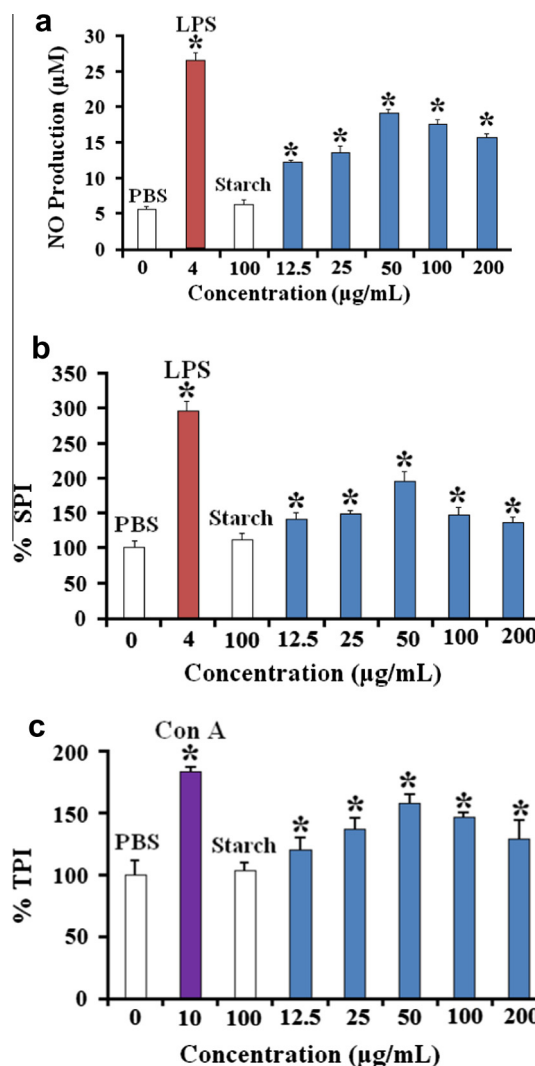 a
LPS
*
30
25
20
15
10
5
0
NO Production (µM)
PBS
Starch
* * * * *
0 4 100 12.5 25 50 100 200
Concentration (µg/mL)
b
LPS
*
350
300
250
200
150
100
50
0
% SPI
PBS
Starch
* * * * *
0 4 100 12.5 25 50 100 200
Concentration (µg/mL)
c
Con A
*
200
150
100
50
0
% TPI
PBS
Starch
* * * * *
0 10 100 12.5 25 50 100 200
Concentration (µg/mL)